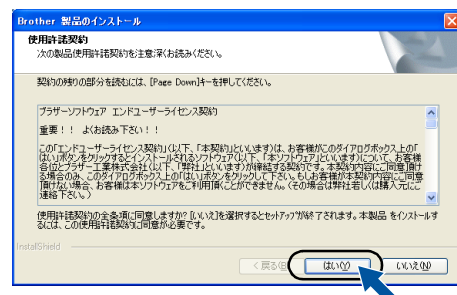 Brother 製品のインストール
使用許諾契約
次の製品使用許諾契約を注意深くお読みください。
契約の残りの部分を読むには、[Page Down]キーを押してください。
ブラザーソフトウェア エンドユーザーライセンス契約
重要！！ よくお読み下さい！！
この「エンドユーザーライセンス契約」(以下、「本契約」といいます)は、お客様がこのダイアログボックス上の「
はい」ボタンをクリックするとインストールされるソフトウェア(以下、「本ソフトウェア」といいます)について、お客様
各位とブラザー工業株式会社(以下、「弊社」といいます)が締結する契約です。本契約内容にご同意頂け
る場合のみ、このダイアログボックス上の「はい」ボタンをクリックして下さい。もしお客様が本契約内容にご同意
頂けない場合、お客様は本ソフトウェアをご利用頂くことができません。(その場合は弊社若しくは購入元にご
連絡下さい。)
使用許諾契約の全条項に同意しますか? [いいえ]を選択するとセットアップが終了されます。本製品 をインストールす
るには、この使用許諾契約に同意が必要です。
InstallShield
< 戻る(B)
はい(Y)
いいえ(N)